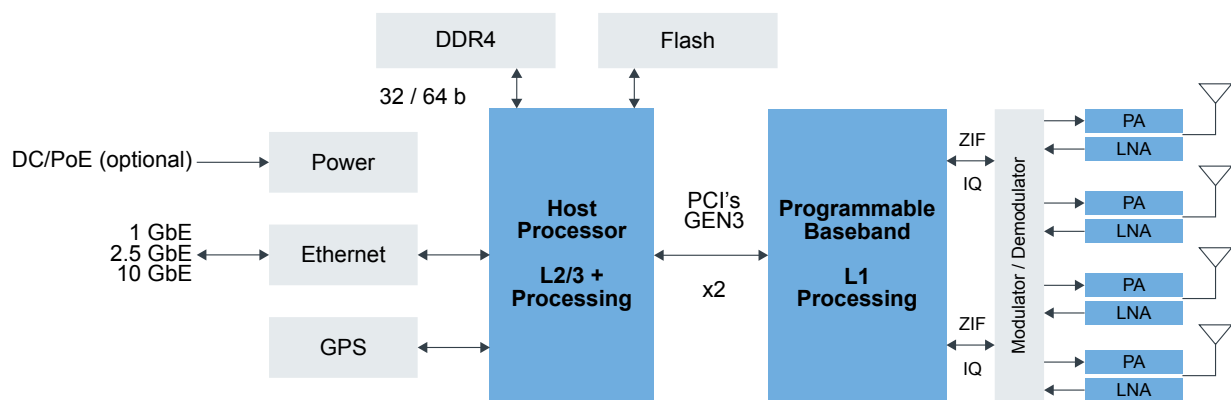 DDR4
Flash
32 / 64 b
DC/PoE (optional)
Power
1 GbE
2.5 GbE
10 GbE
Ethernet
GPS
Host
Processor
L2/3 +
Processing
PCI's
GEN3
x2
Programmable
Baseband
L1
Processing
ZIF
IQ
ZIF
IQ
Modulator / Demodulator
PA
LNA
PA
LNA
PA
LNA
PA
LNA